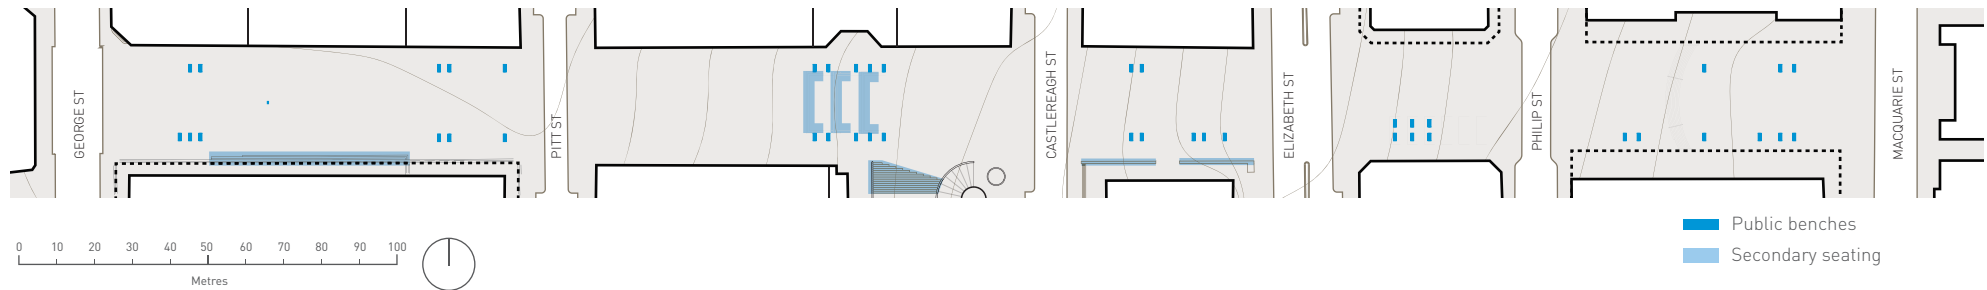 GEORGE ST
PITT ST
CASTLEREAGH ST
ELIZABETH ST
PHILIP ST
MACQUARIE ST
0 10 20 30 40 50 60 70 80 90 100
Metres
Public benches
Secondary seating